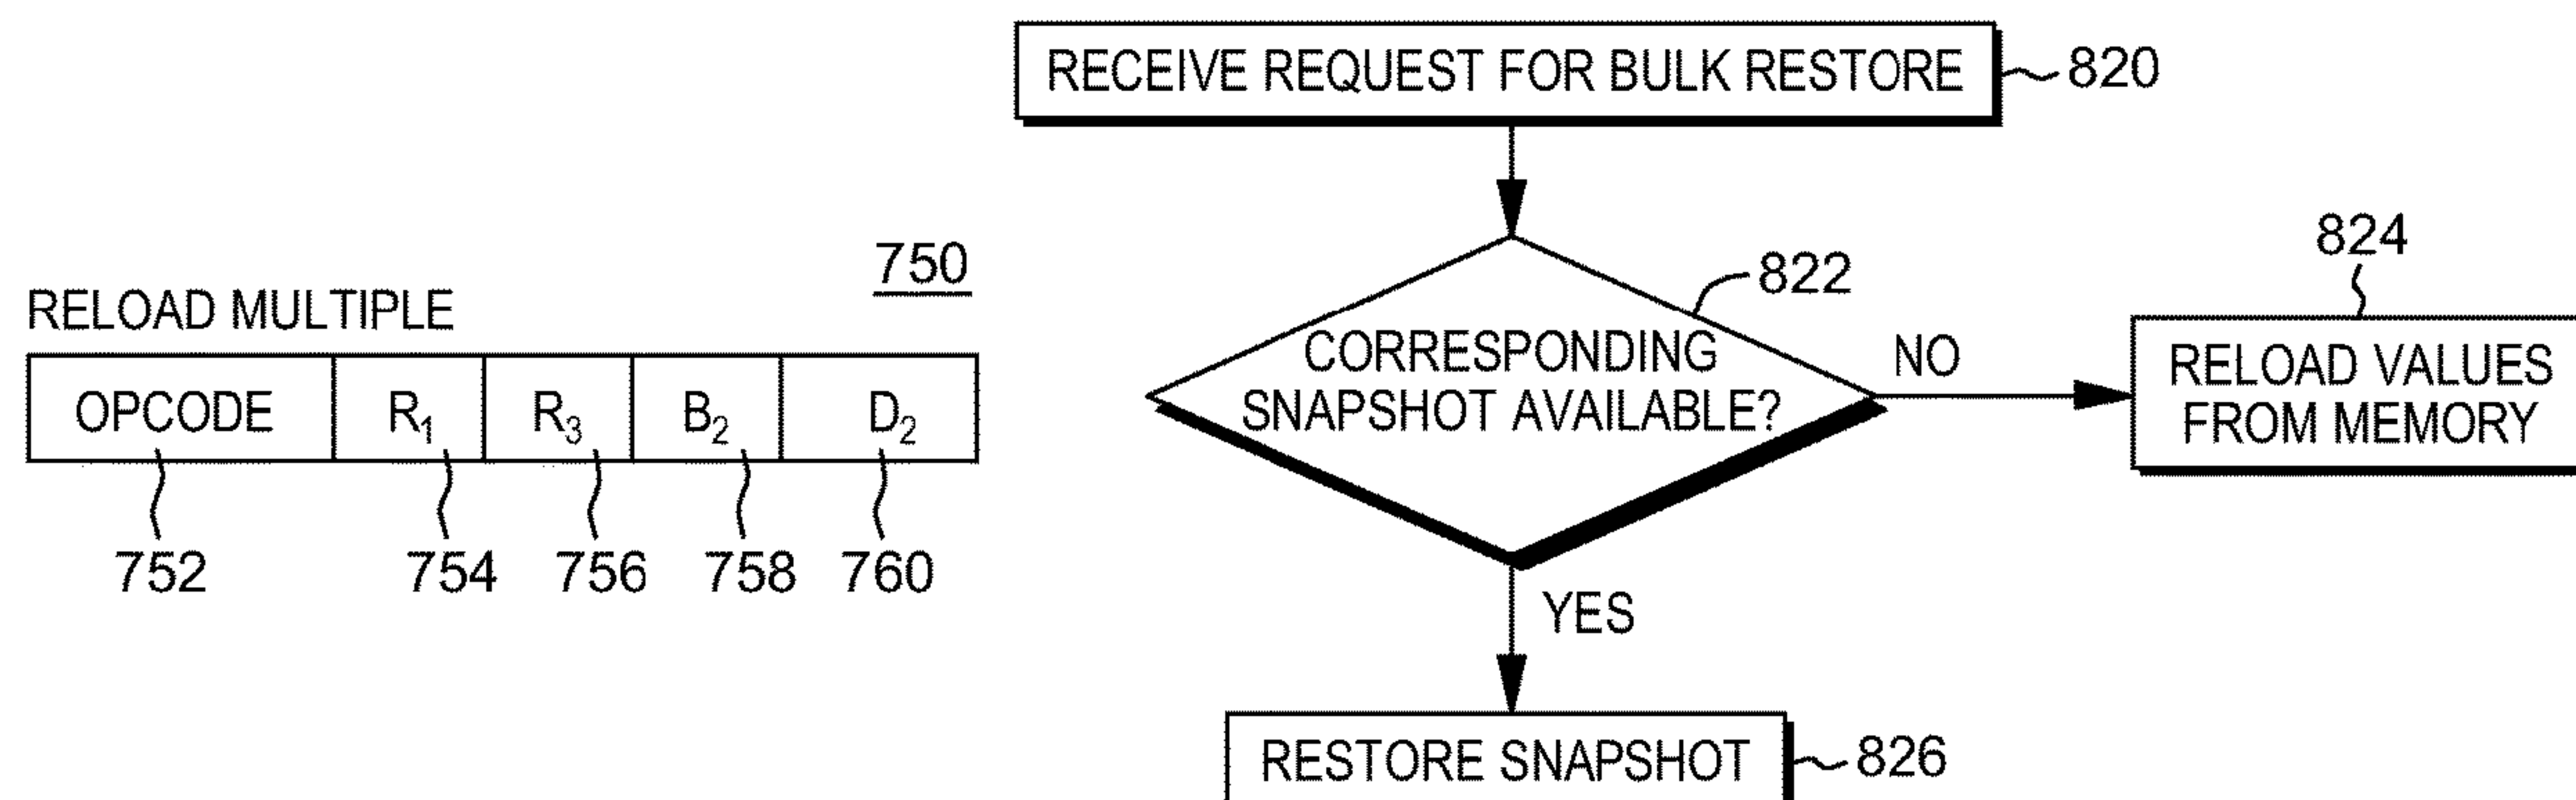 750
RELOAD MULTIPLE
OPCODE R₁ R₃ B₂ D₂
752 754 756 758 760
RECEIVE REQUEST FOR BULK RESTORE
820
822
CORRESPONDING
SNAPSHOT AVAILABLE?
NO
824
RELOAD VALUES
FROM MEMORY
YES
RESTORE SNAPSHOT
826